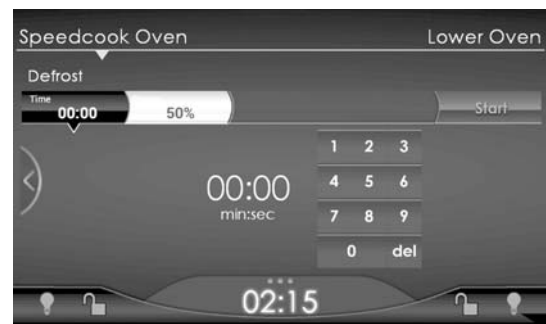 Speedcook Oven Lower Oven
Defrost
Time 00:00 50% Start
1 2 3
00:00 4 5 6
min:sec 7 8 9
0 del
02:15